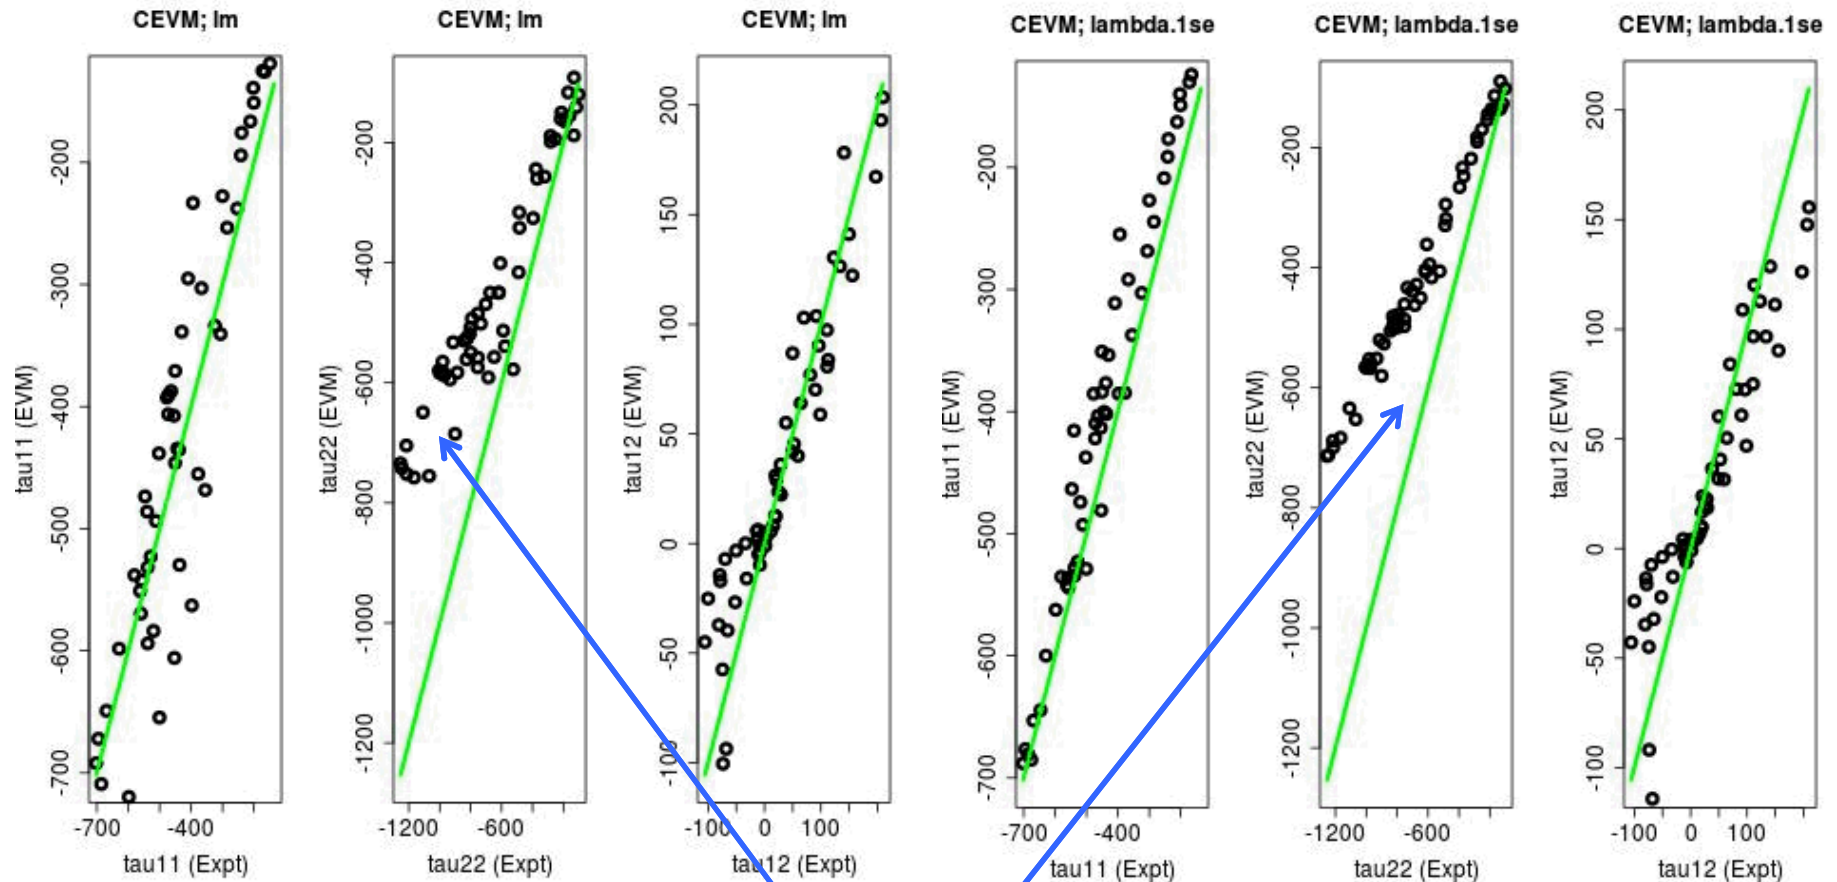 CEVM; lm
CEVM; lm
CEVM; lm
CEVM; lambda.1se
CEVM; lambda.1se
CEVM; lambda.1se
tau11 (EVM)
-200
-300
-400
-500
-600
-700
-700 -400
tau11 (Expt)
tau22 (EVM)
-200
-400
-600
-800
-1000
-1200
-1200 -600
tau22 (Expt)
tau12 (EVM)
200
150
100
50
0
-50
-100
-100 0 100
tau12 (Expt)
tau11 (EVM)
-200
-300
-400
-500
-600
-700
-700 -400
tau11 (Expt)
tau22 (EVM)
-200
-400
-600
-800
-1000
-1200
-1200 -600
tau22 (Expt)
tau12 (EVM)
200
150
100
50
0
-50
-100
-100 0 100
tau12 (Expt)